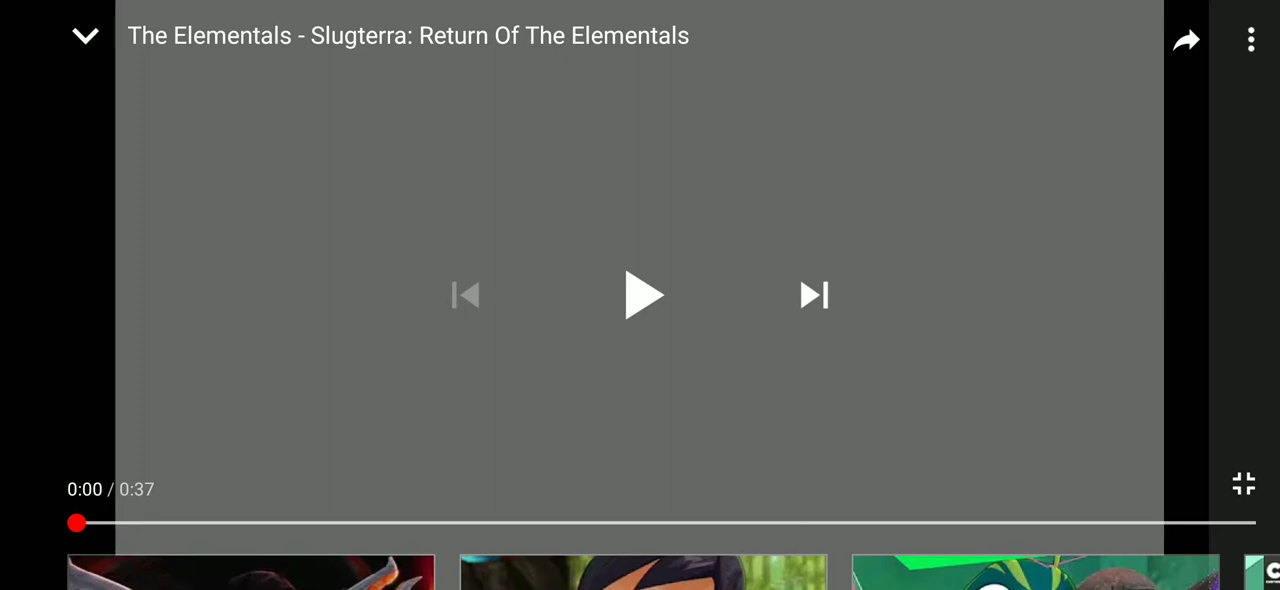 The Elementals - Slugterra: Return Of The Elementals
0:00 / 0:37